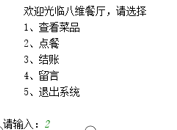 欢迎光临八维餐厅，请选择
1、查看菜品
2、点餐
3、结账
4、留言
5、退出系统
请输入：2